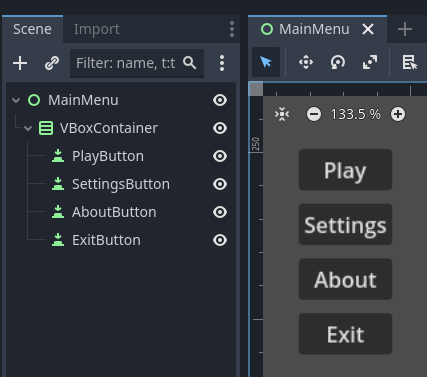 Scene Import
Filter: name, t:t
MainMenu
VBoxContainer
PlayButton
SettingsButton
AboutButton
ExitButton
MainMenu
133.5 %
250
Play
Settings
About
Exit